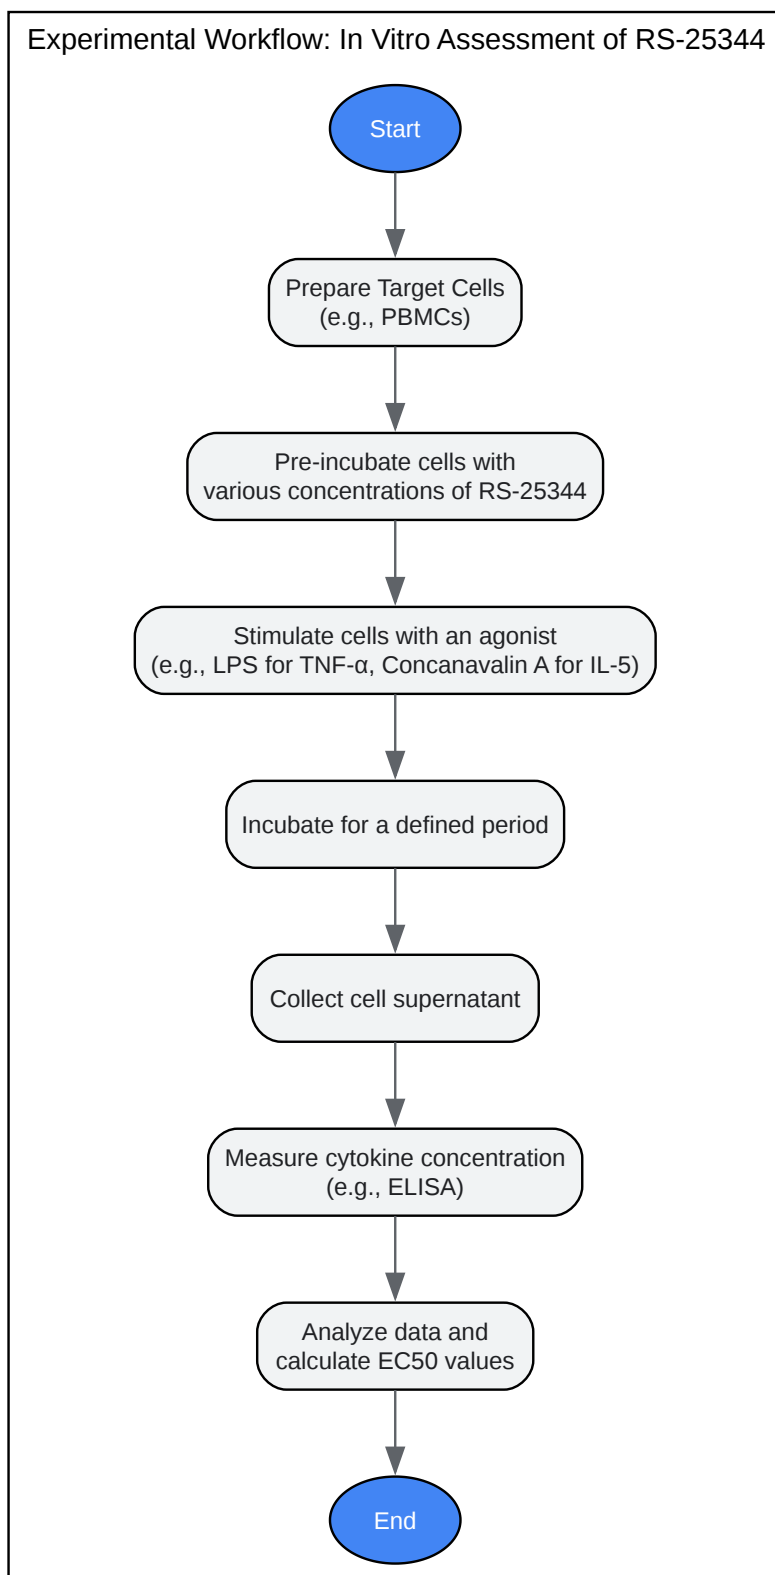 Experimental Workflow: In Vitro Assessment of RS-25344
Start
Prepare Target Cells
(e.g., PBMCs)
Pre-incubate cells with
various concentrations of RS-25344
Stimulate cells with an agonist
(e.g., LPS for TNF-α, Concanavalin A for IL-5)
Incubate for a defined period
Collect cell supernatant
Measure cytokine concentration
(e.g., ELISA)
Analyze data and
calculate EC50 values
End